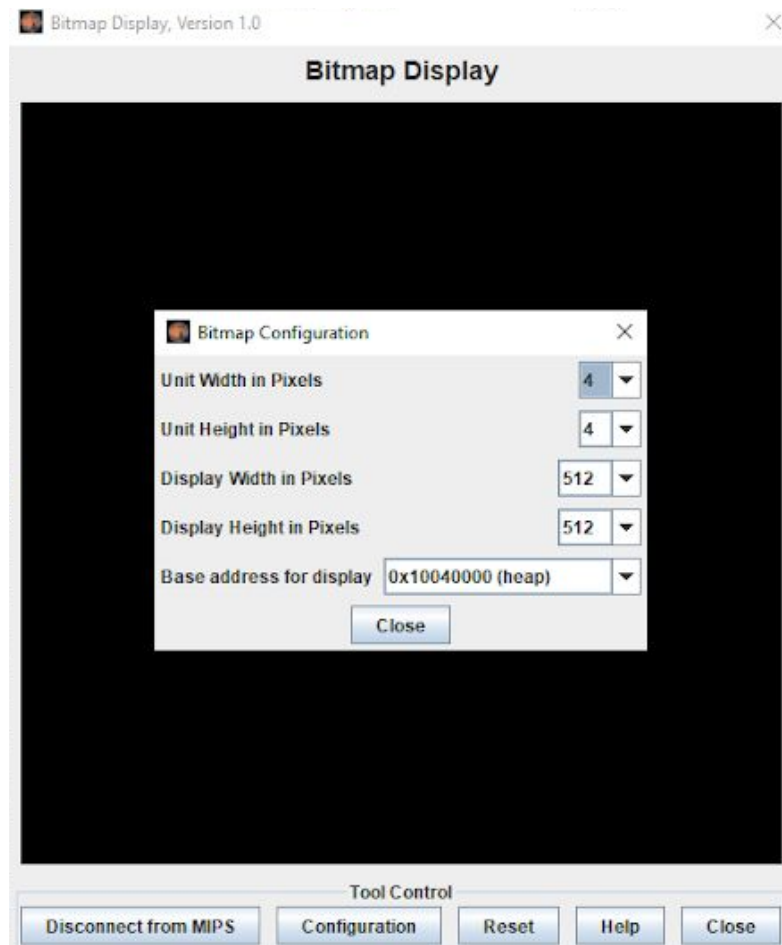 Bitmap Display, Version 1.0
Bitmap Display
Bitmap Configuration
Unit Width in Pixels 4
Unit Height in Pixels 4
Display Width in Pixels 512
Display Height in Pixels 512
Base address for display 0x10040000 (heap)
Close
Tool Control
Disconnect from MIPS Configuration Reset Help Close